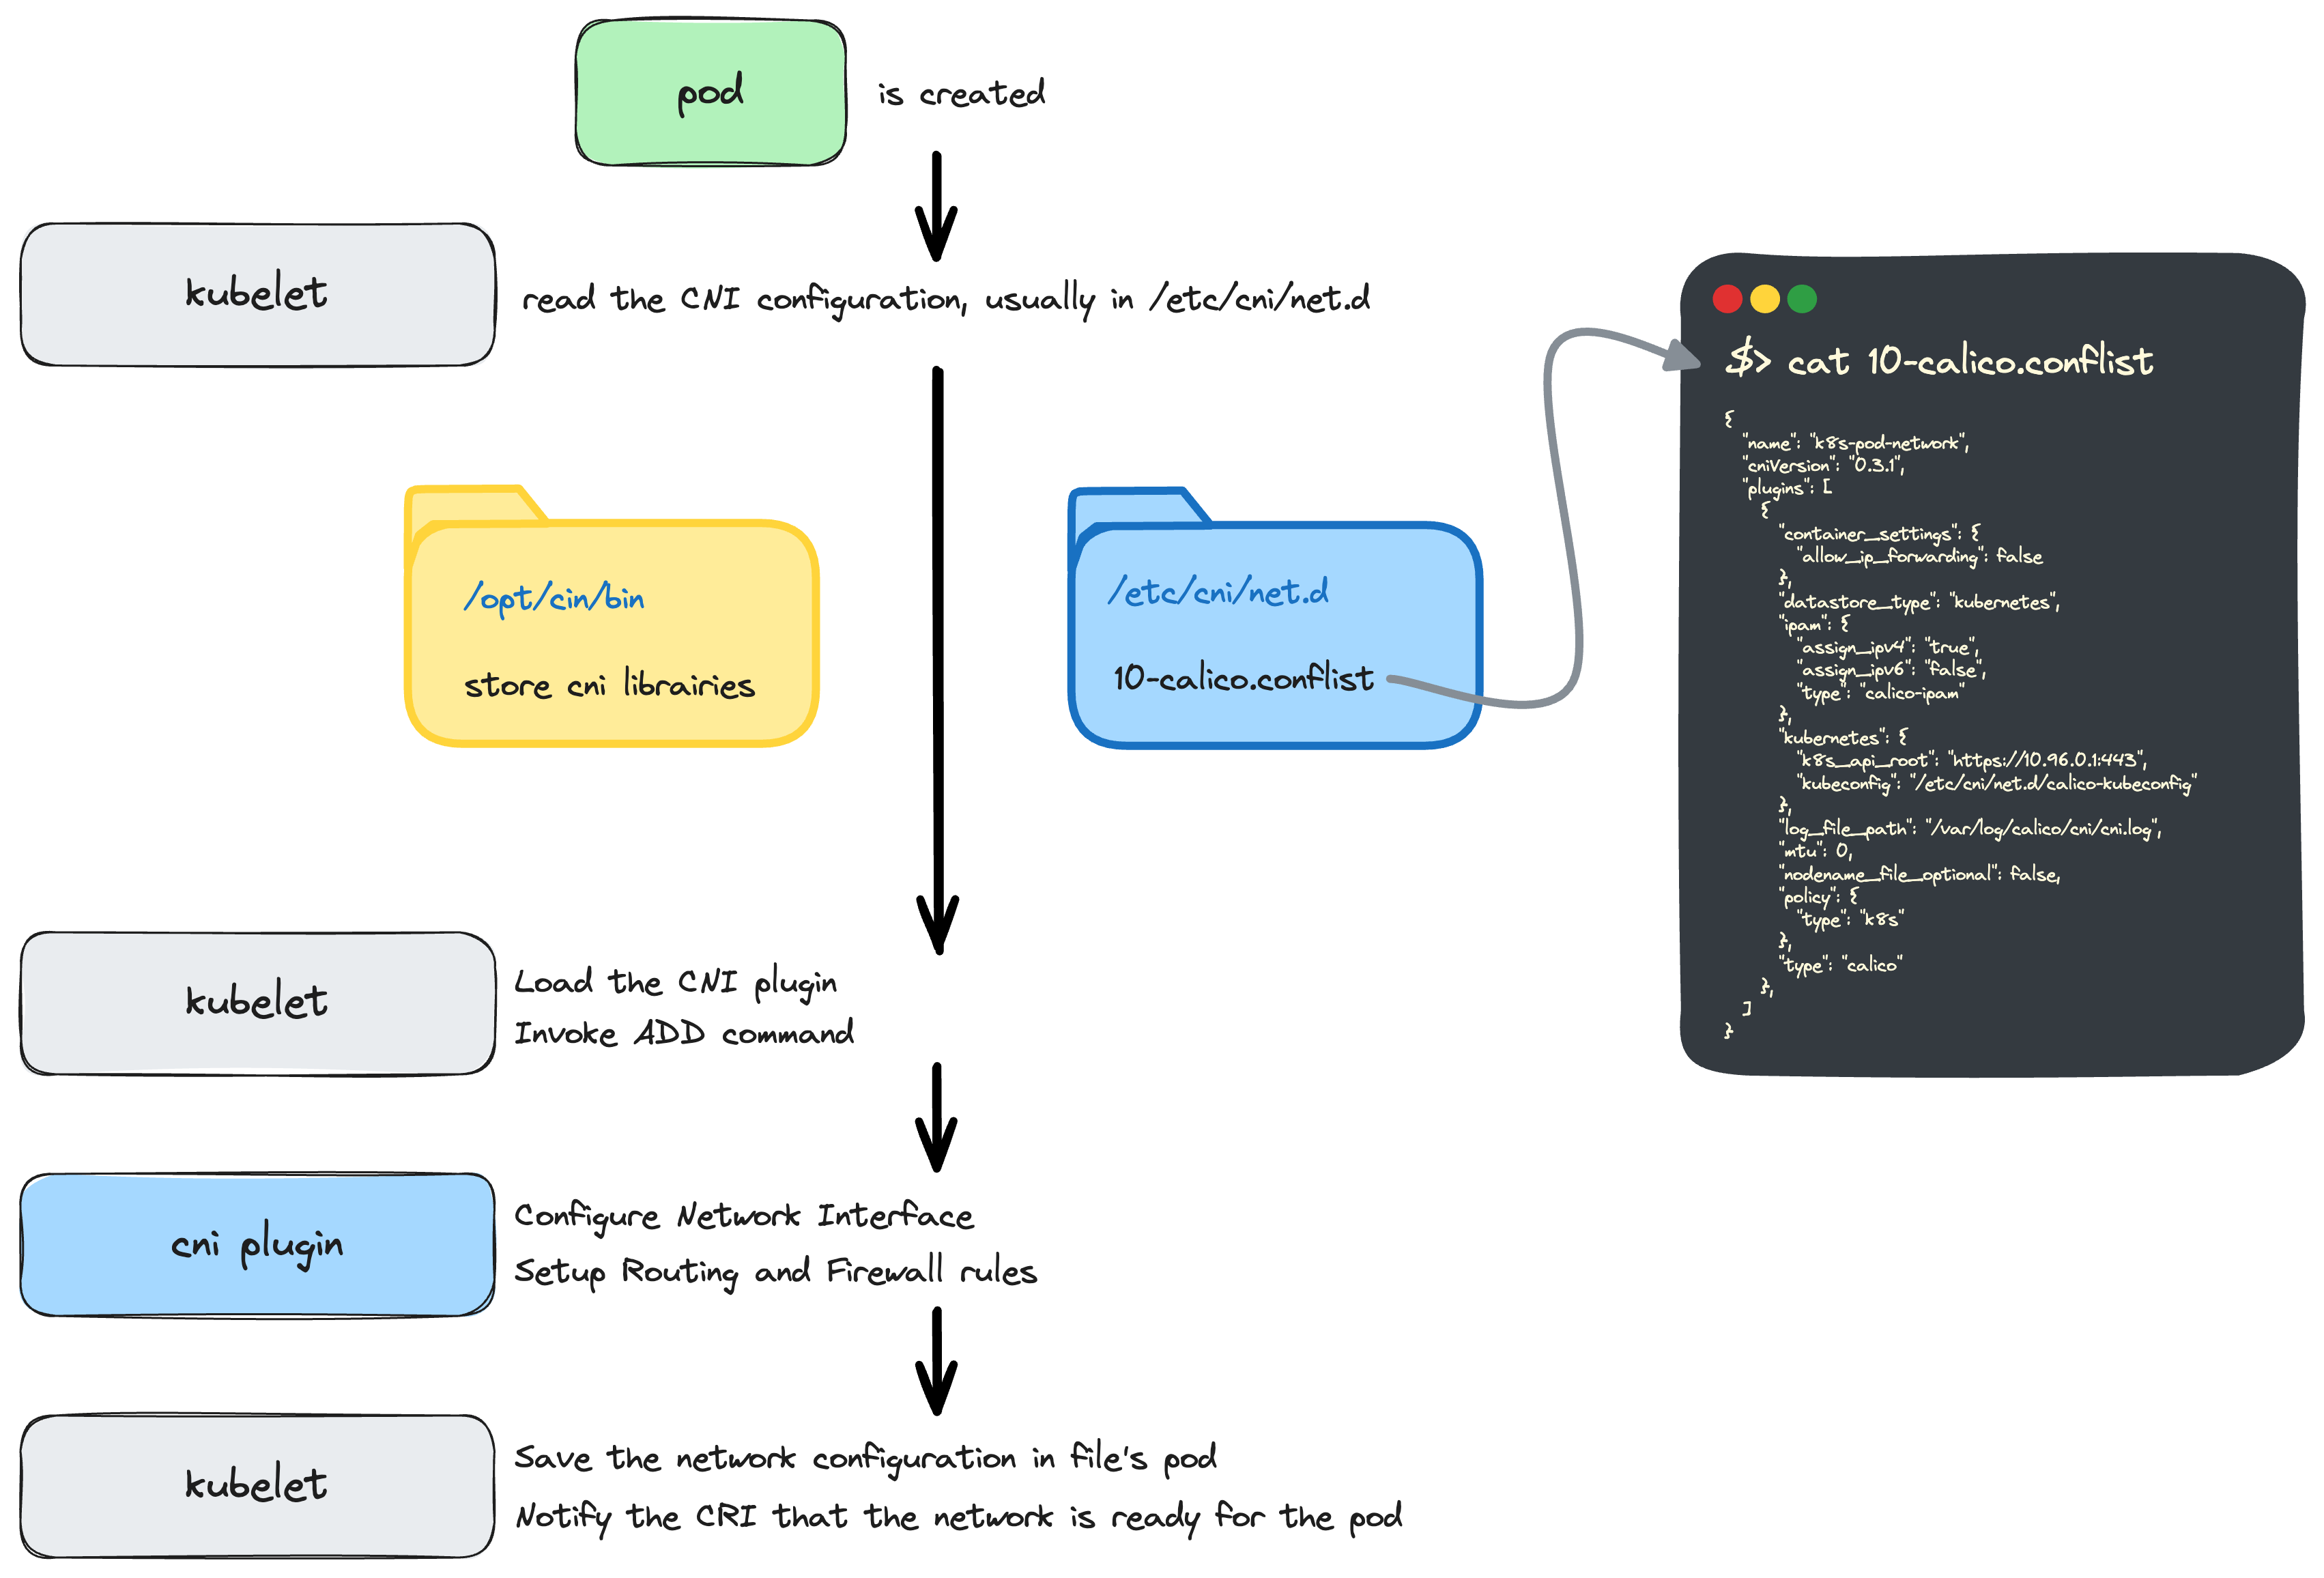 pod
is created
kubelet
read the CNI configuration, usually in /etc/cni/net.d
/opt/cin/bin
store cni librairies
/etc/cni/net.d
10-calico.conflist
$> cat 10-calico.conflist
{
"name": "k8s-pod-network",
"cniVersion": "0.3.1",
"plugins": [
{
"container_settings": {
"allow_ip_forwarding": false
},
"datastore_type": "kubernetes",
"ipam": {
"assign_ipv4": "true",
"assign_ipv6": "false",
"type": "calico-ipam"
},
"kubernetes": {
"k8s_api_root": "https://10.96.0.1:443",
"kubeconfig": "/etc/cni/net.d/calico-kubeconfig"
},
"log_file_path": "/var/log/calico/cni/cni.log",
"mtu": 0,
"nodename_file_optional": false,
"policy": {
"type": "k8s"
},
"type": "calico"
},
]
}
kubelet
Load the CNI plugin
Invoke ADD command
cni plugin
Configure Network Interface
Setup Routing and Firewall rules
kubelet
Save the network configuration in file's pod
Notify the CRI that the network is ready for the pod